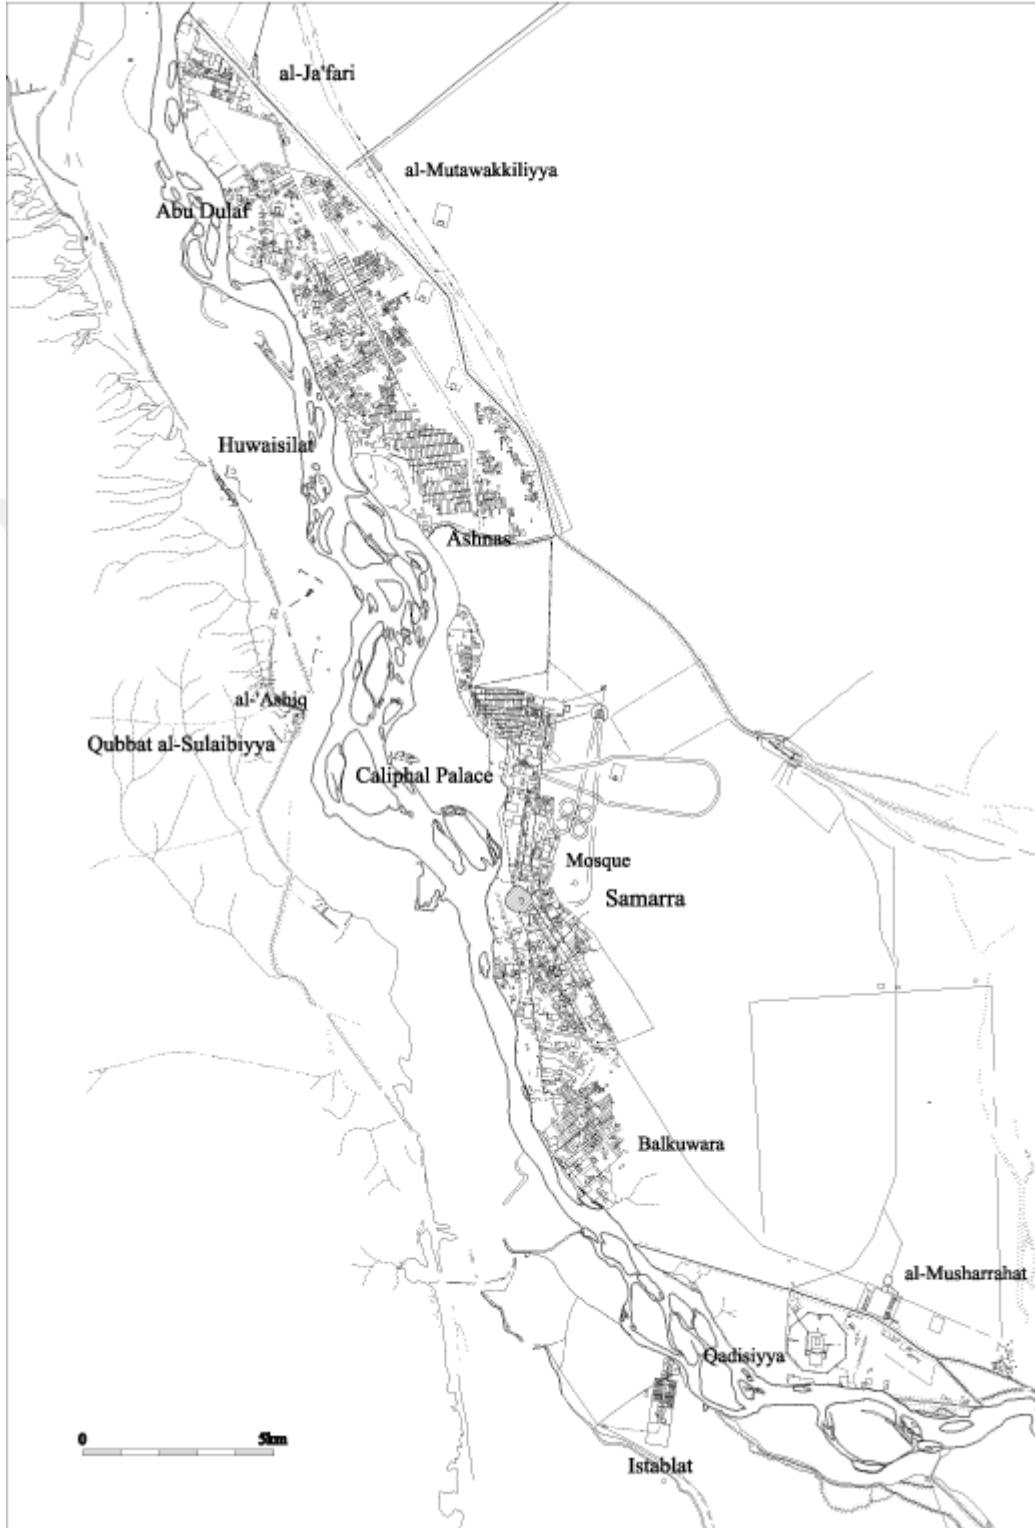 al-Ja'fari
al-Mutawakkiliyya
Abu Dulaf
Huwaisilat
Ashnas
al-'Ashiq
Qubbat al-Sulaibiyya
Caliphal Palace
Mosque
Samarra
Balkuwara
al-Musharrahat
Qadisiyya
0 5km
Istablat